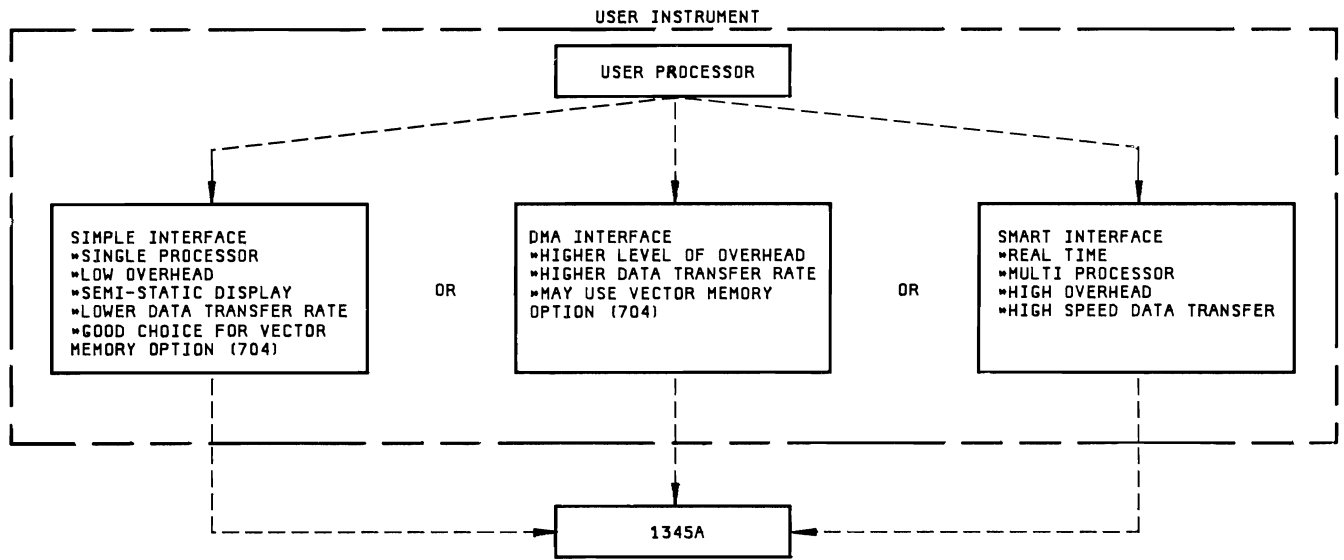 USER INSTRUMENT
USER PROCESSOR
SIMPLE INTERFACE
*SINGLE PROCESSOR
*LOW OVERHEAD
*SEMI-STATIC DISPLAY
*LOWER DATA TRANSFER RATE
*GOOD CHOICE FOR VECTOR
MEMORY OPTION (704)
OR
DMA INTERFACE
*HIGHER LEVEL OF OVERHEAD
*HIGHER DATA TRANSFER RATE
*MAY USE VECTOR MEMORY
OPTION (704)
OR
SMART INTERFACE
*REAL TIME
*MULTI PROCESSOR
*HIGH OVERHEAD
*HIGH SPEED DATA TRANSFER
1345A